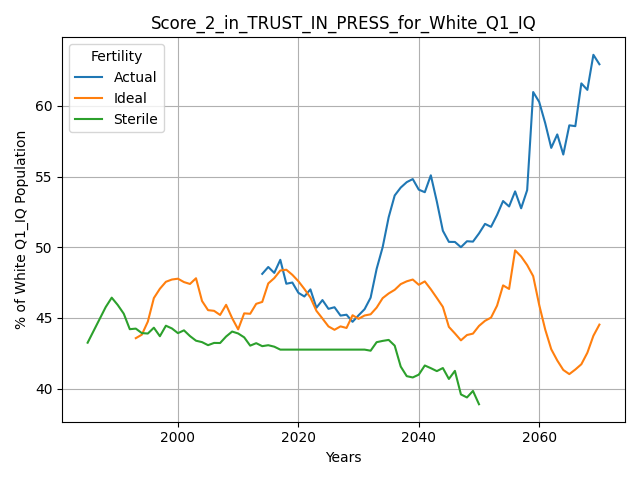 Score_2_in_TRUST_IN_PRESS_for_White_Q1_IQ
Fertility
Actual
Ideal
Sterile
% of White Q1_IQ Population
60
55
50
45
40
2000
2020
2040
2060
Years